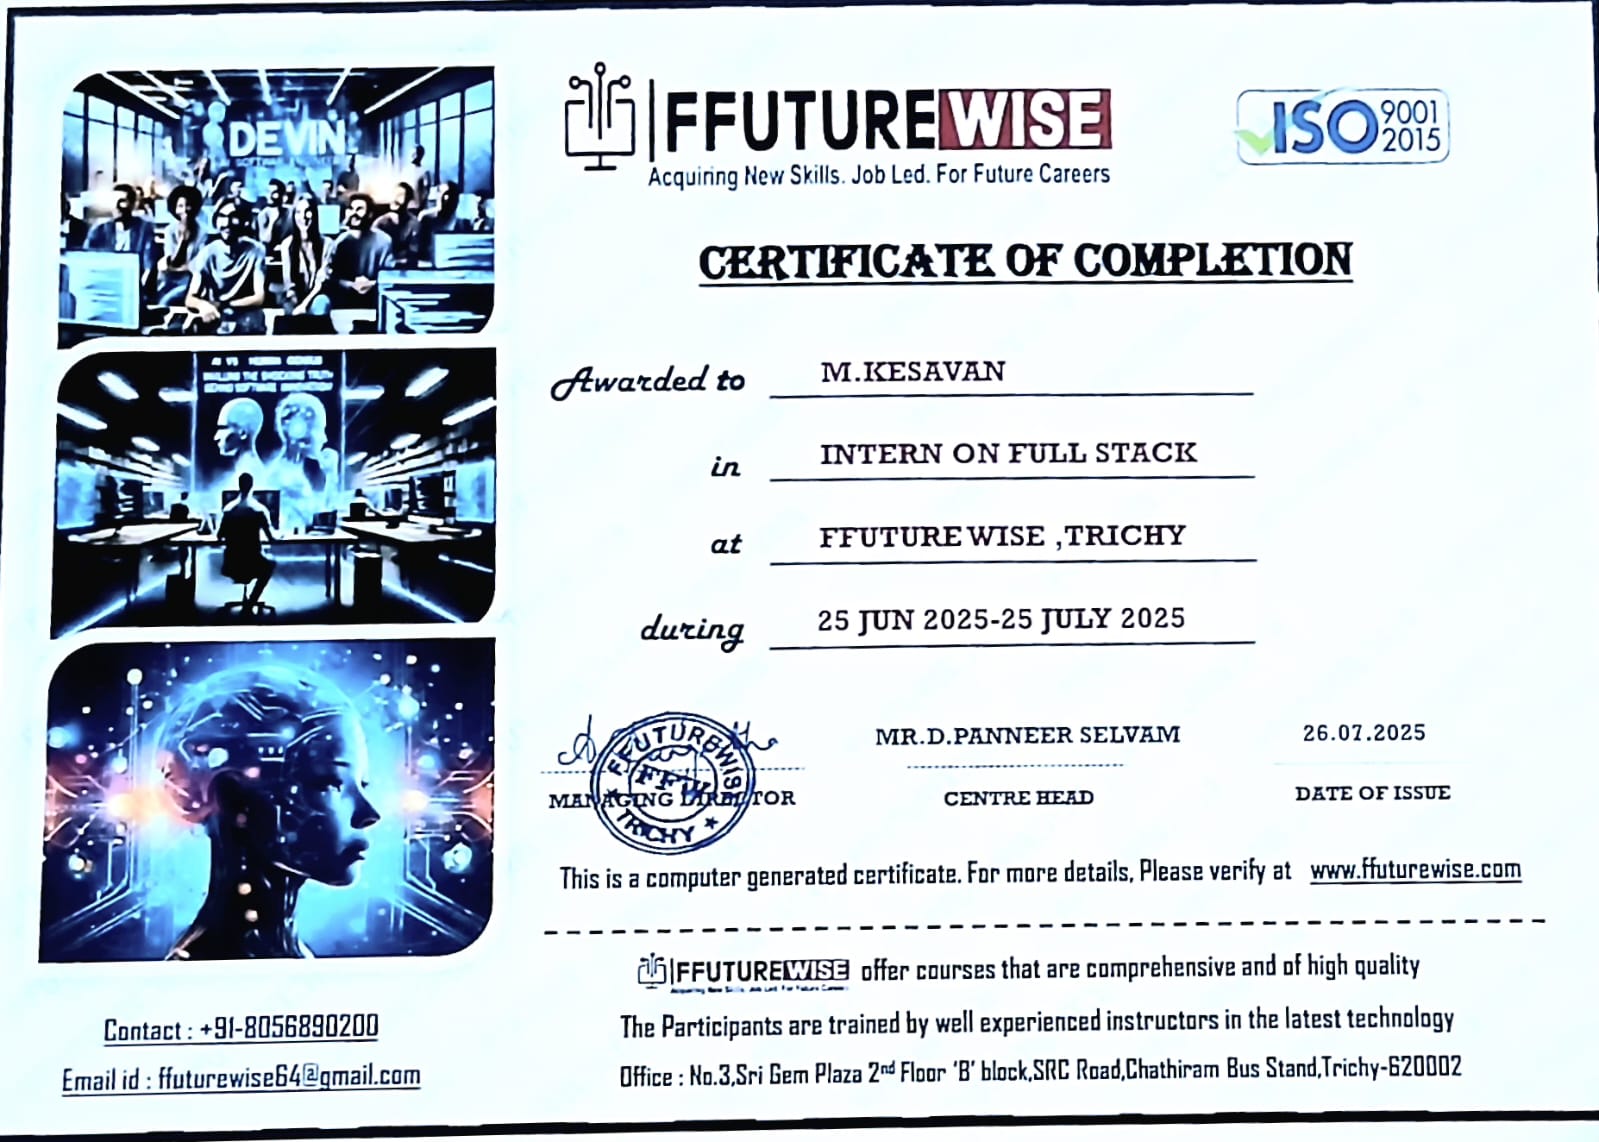 DEVIN
FFUTUREWISE
Acquiring New Skills. Job Led. For Future Careers
ISO 9001
2015
CERTIFICATE OF COMPLETION
Awarded to M.KESAVAN
in INTERN ON FULL STACK
at FFUTURE WISE ,TRICHY
during 25 JUN 2025-25 JULY 2025
FFUTUREWISE
FFW
TRICHY
MR.D.PANNEER SELVAM
26.07.2025
MANAGING DIRECTOR
CENTRE HEAD
DATE OF ISSUE
This is a computer generated certificate. For more details, Please verify at www.ffuturewise.com
FFUTUREWISE offer courses that are comprehensive and of high quality
The Participants are trained by well experienced instructors in the latest technology
Office : No.3,Sri Gem Plaza 2nd Floor 'B' block,SRC Road,Chathiram Bus Stand,Trichy-620002
Contact : +91-8056890200
Email id : ffuturewise64@gmail.com